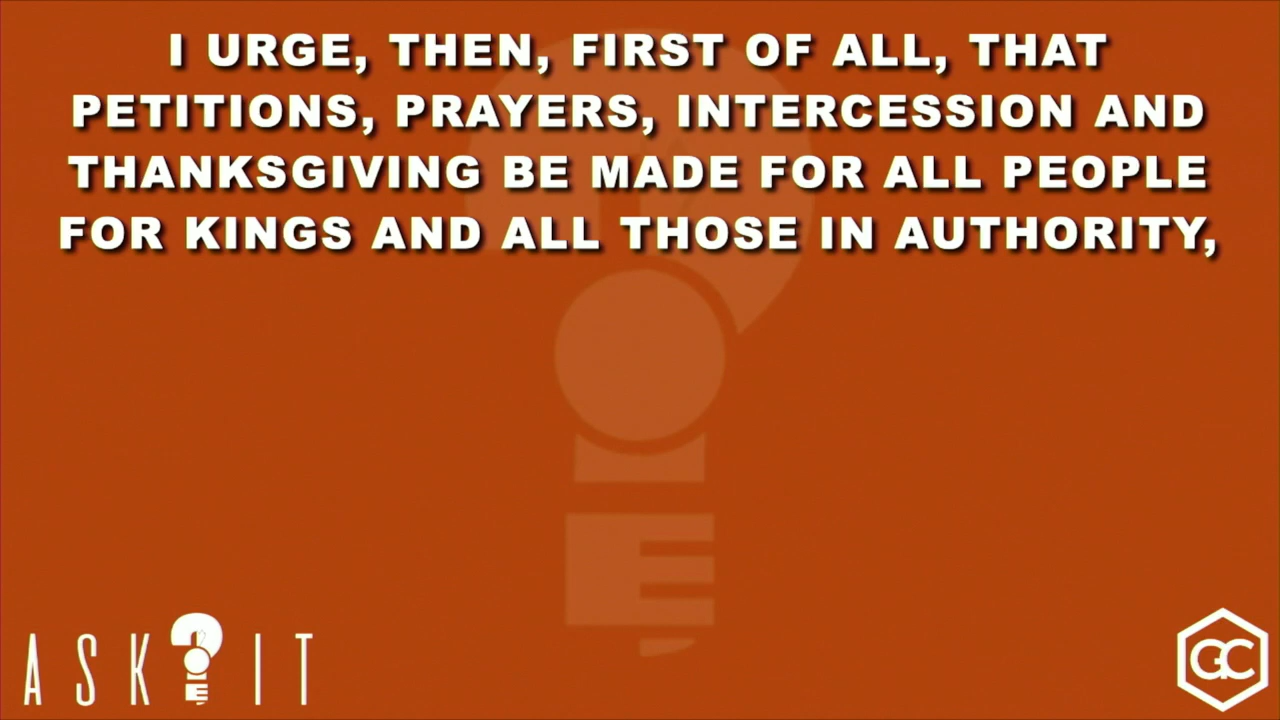 I URGE, THEN, FIRST OF ALL, THAT
PETITIONS, PRAYERS, INTERCESSION AND
THANKSGIVING BE MADE FOR ALL PEOPLE
FOR KINGS AND ALL THOSE IN AUTHORITY,
ASK?IT
GC